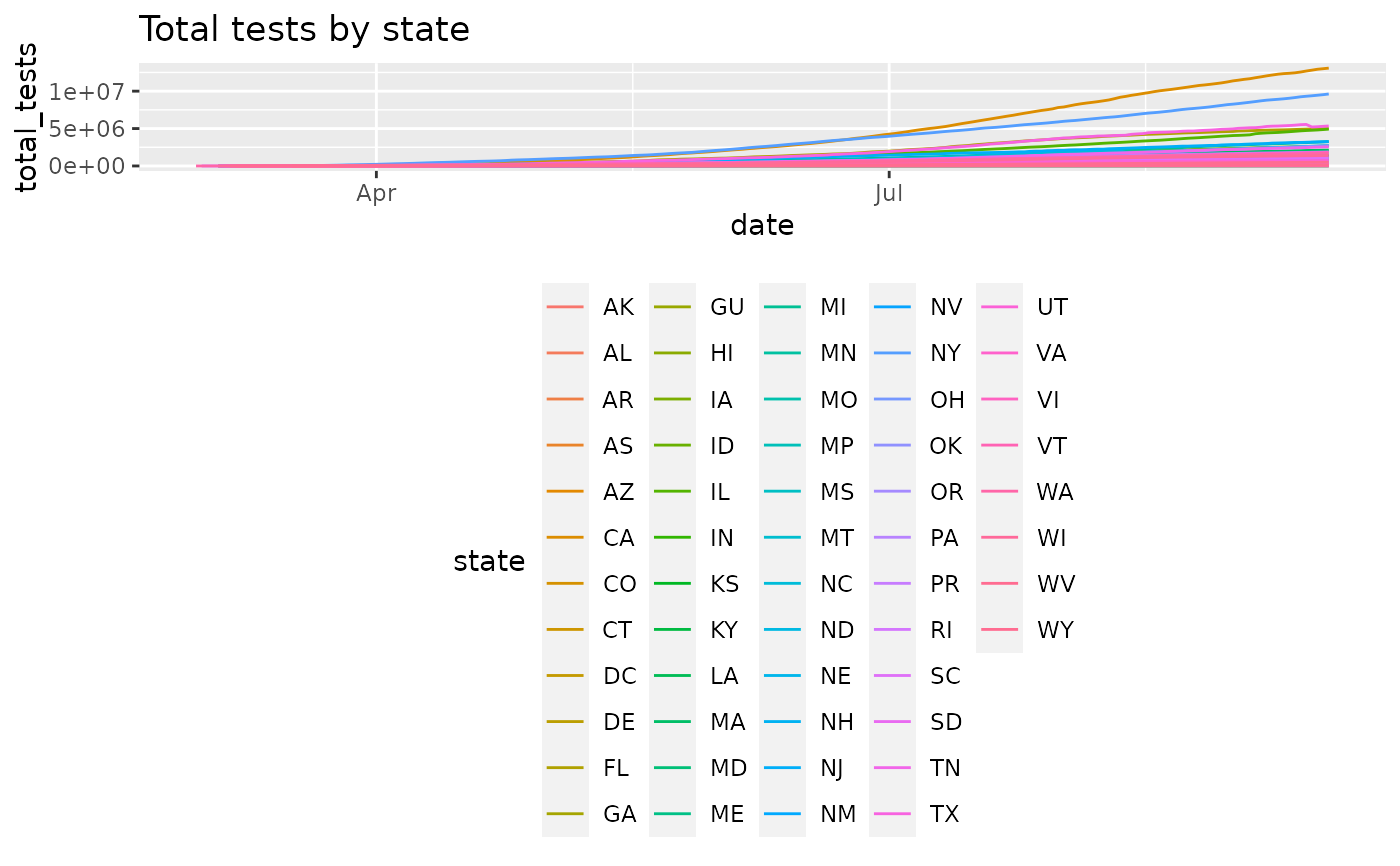 Total tests by state
total_tests
1e+07
5e+06
0e+00
Apr Jul
date
state
AK GU MI NV UT
AL HI MN NY VA
AR IA MO OH VI
AS ID MP OK VT
AZ IL MS OR WA
CA IN MT PA WI
CO KS NC PR WV
CT KY ND RI WY
DC LA NE SC
DE MA NH SD
FL MD NJ TN
GA ME NM TX